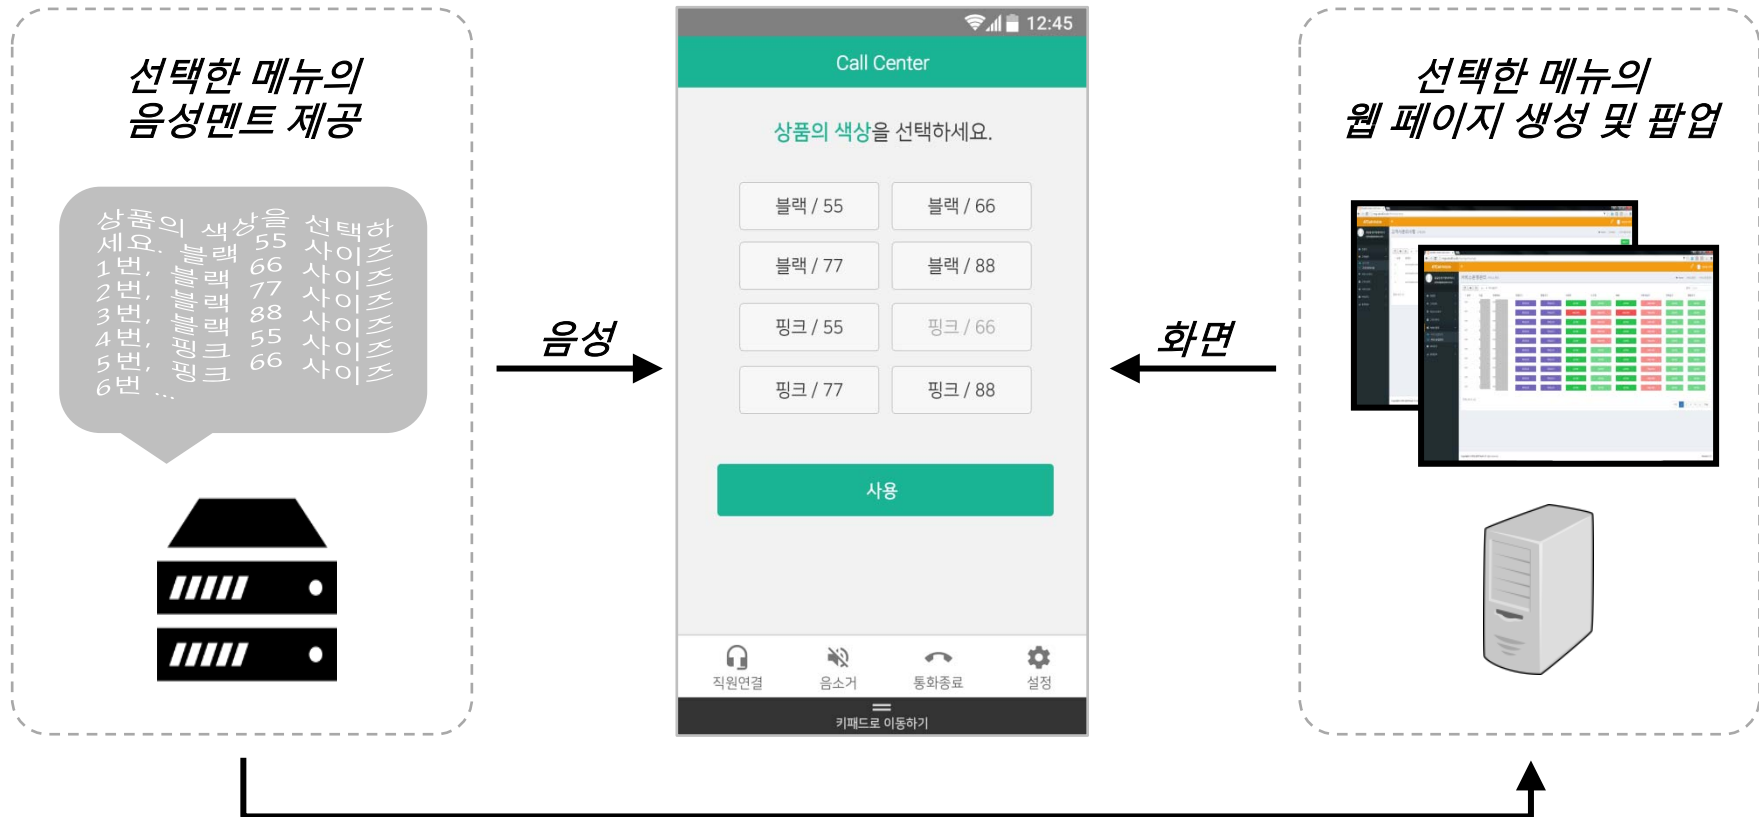 선택한 메뉴의
음성멘트 제공
상품의 색상을 선택하
세요. 블랙 55 사이즈
1번, 블랙 66 사이즈
2번, 블랙 77 사이즈
3번, 블랙 88 사이즈
4번, 핑크 55 사이즈
5번, 핑크 66 사이즈
6번 ...
음성
12:45
Call Center
상품의 색상을 선택하세요.
블랙 / 55
블랙 / 66
블랙 / 77
블랙 / 88
핑크 / 55
핑크 / 66
핑크 / 77
핑크 / 88
사용
직원연결
음소거
통화종료
설정
키패드로 이동하기
화면
선택한 메뉴의
웹 페이지 생성 및 팝업